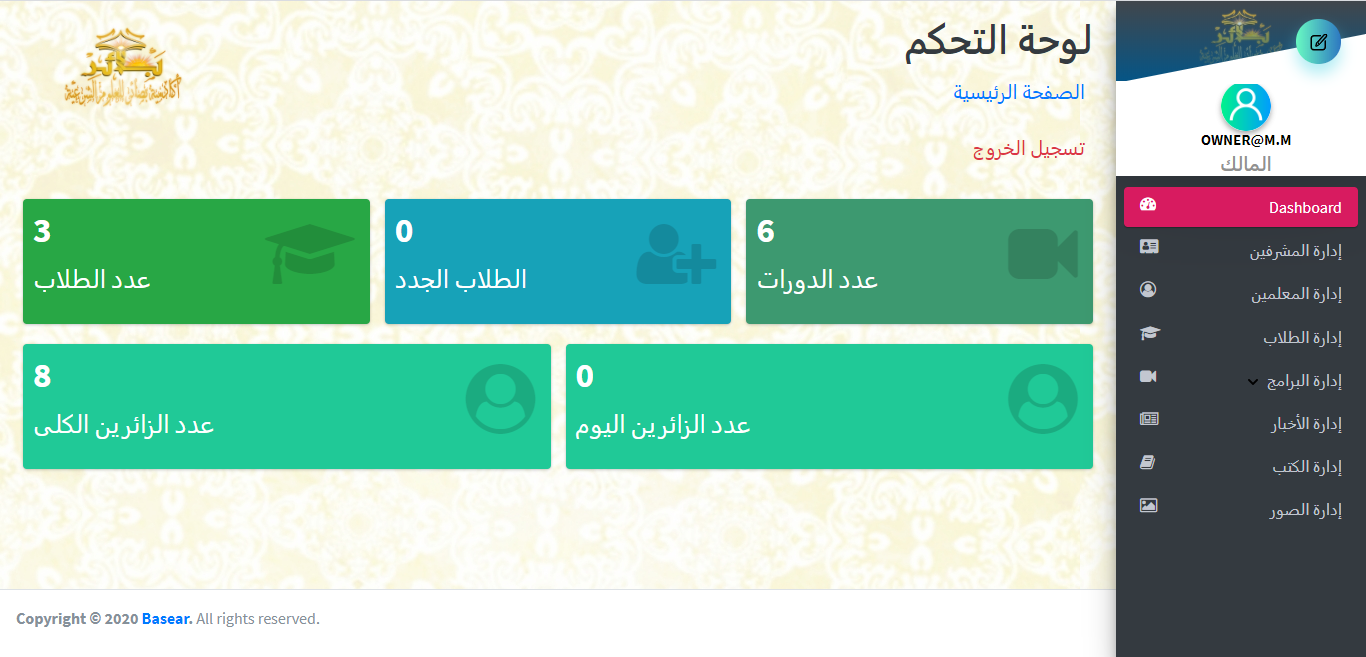 لوحة التحكم
الصفحة الرئيسية
تسجيل الخروج
6
عدد الدورات
0
الطلاب الجدد
3
عدد الطلاب
0
عدد الزائرين اليوم
8
عدد الزائرين الكلى
OWNER@M.M
المالك
Dashboard
إدارة المشرفين
إدارة المعلمين
إدارة الطلاب
إدارة البرامج
إدارة الأخبار
إدارة الكتب
إدارة الصور
Copyright © 2020 Basear. All rights reserved.